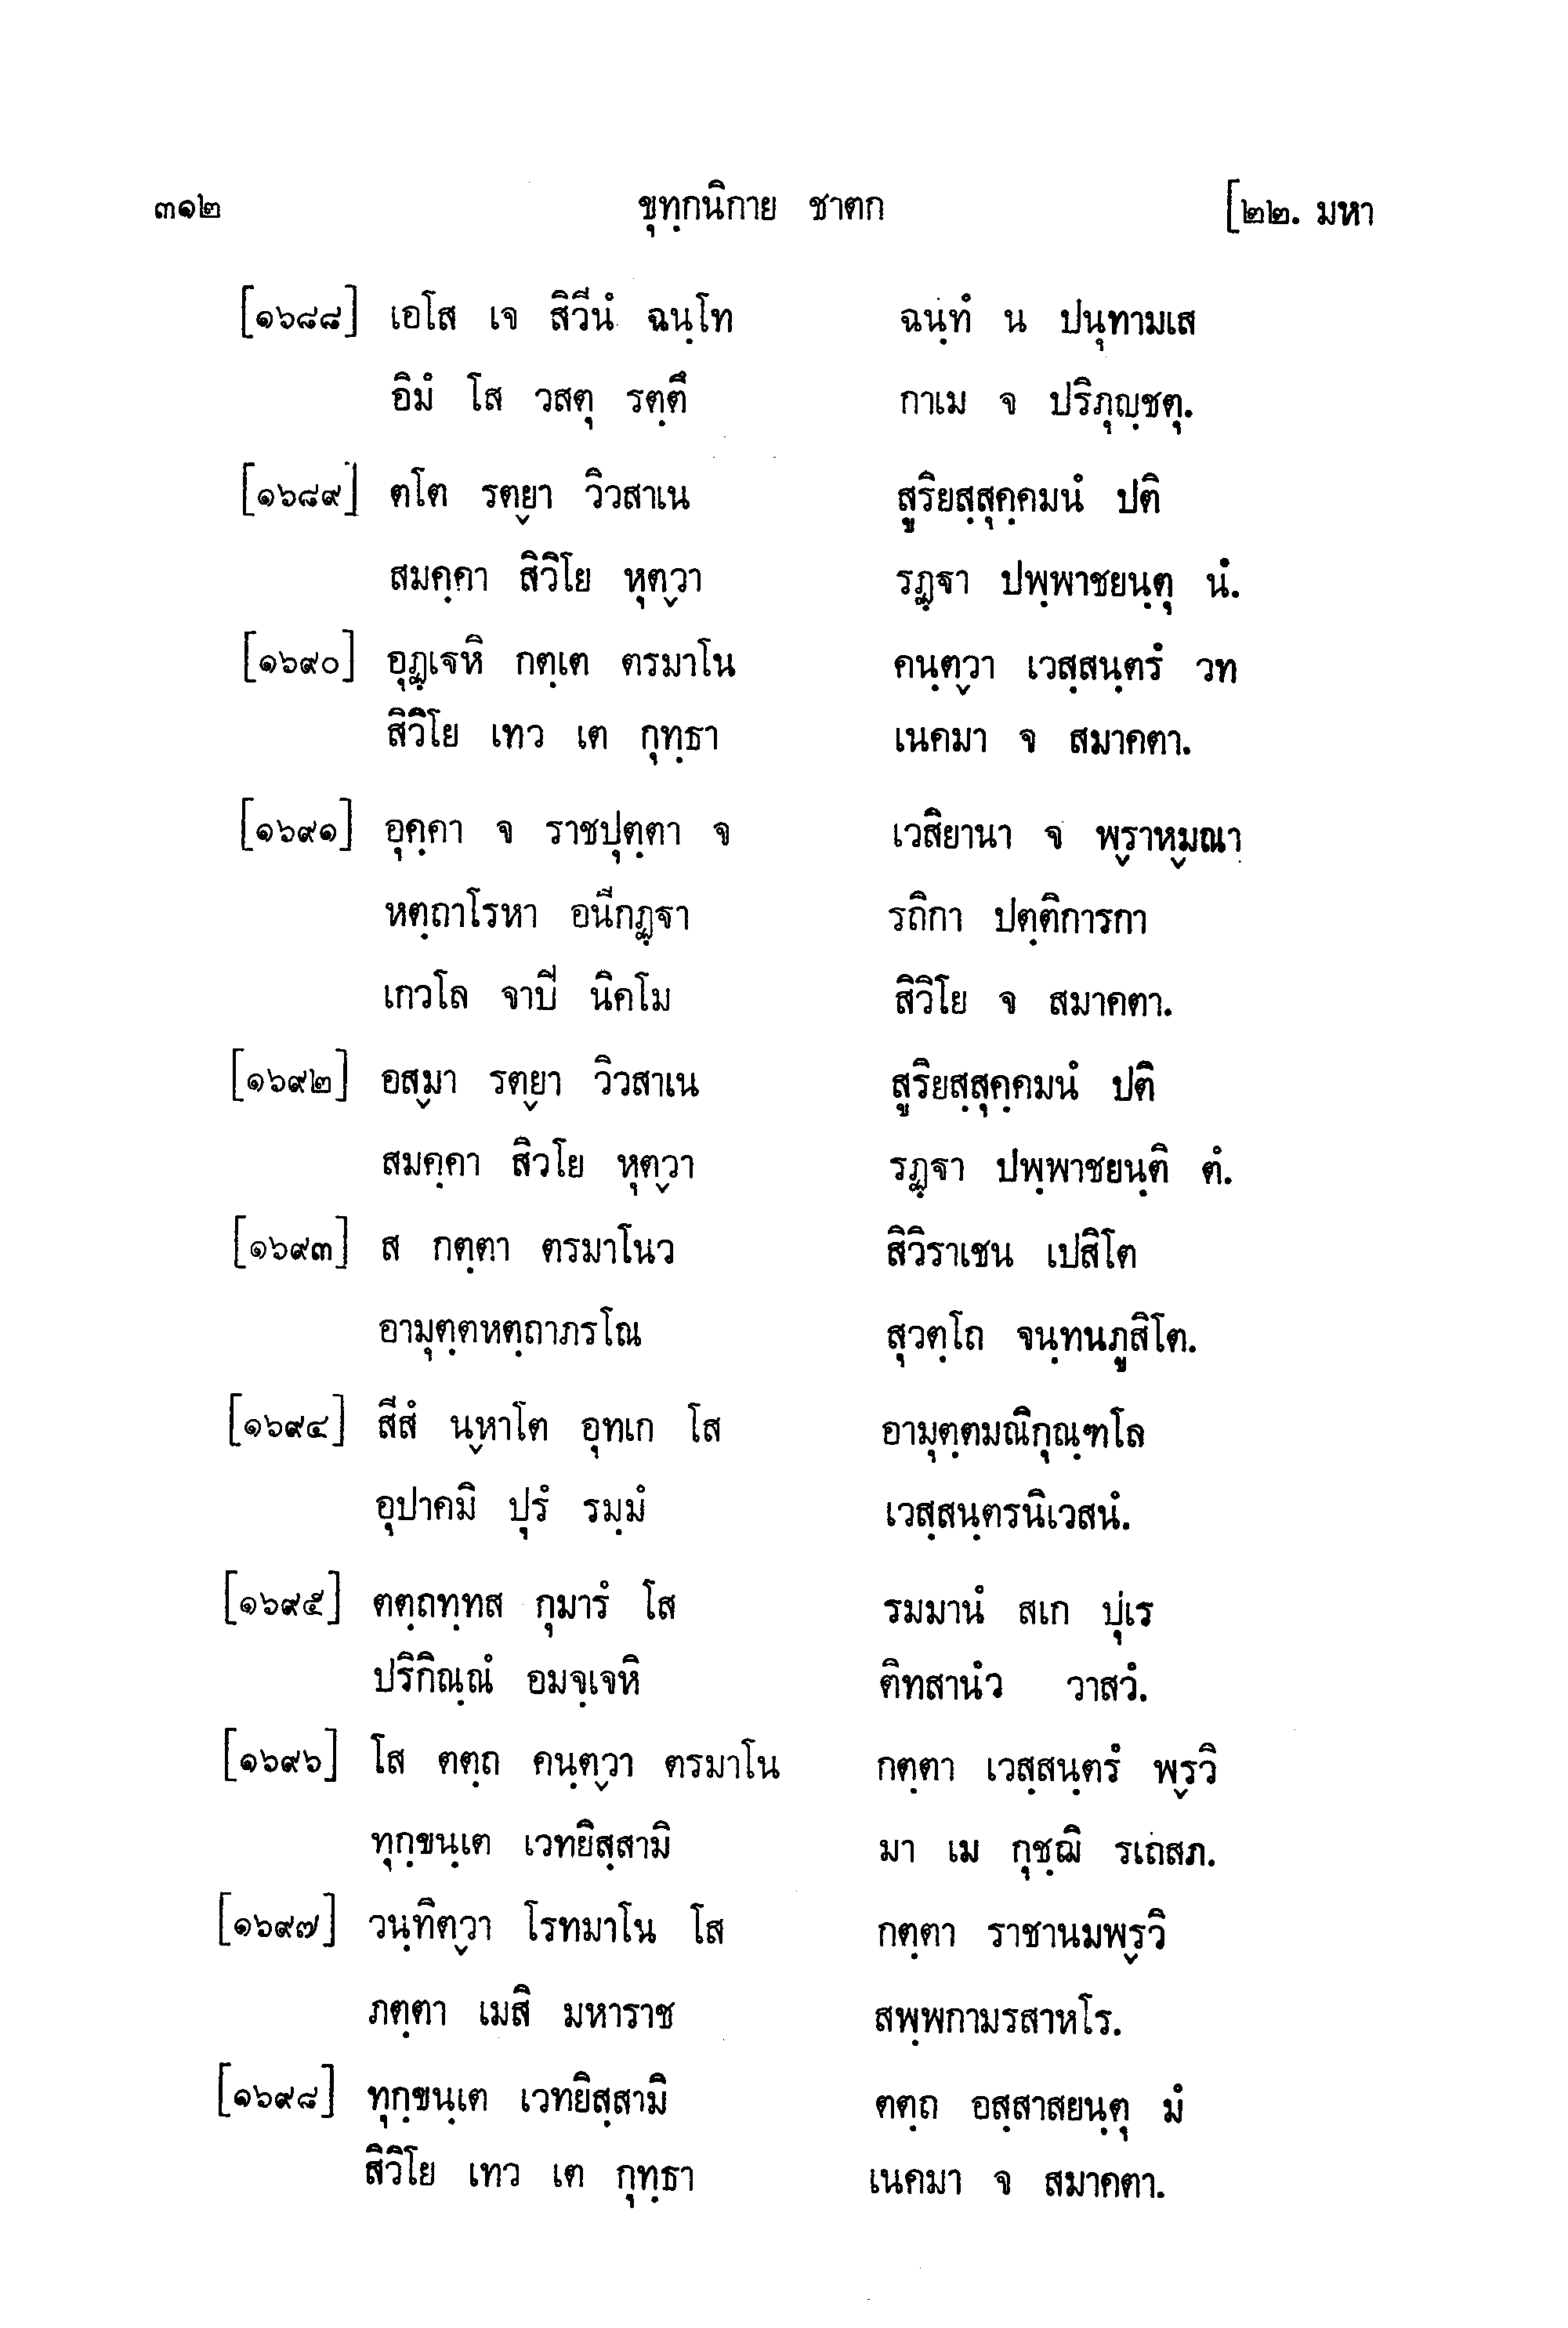 ๓๑๒ ขุทฺกนิกาย ชาตก [๒๒. มหา
[๑๖๘๘] เอโส เจ สิวีนํ ฉนฺโท ฉนฺทํ น ปนุทามเส
อิมํ โส วสตุ รตฺตึ กาเม จ ปริภุญฺชตุ.
[๑๖๘๙] ตโต รตฺยา วิวสาเน สูริยสฺสุคฺคมนํ ปติ
สมคฺคา สิวิโย หุตฺวา รฏฺฐา ปพฺพาชยนฺตุ นํ.
[๑๖๙๐] อุฏฺเฐหิ กตฺเต ตรมาโน คนฺตฺวา เวสฺสนฺตรํ วท
สิวิโย เทว เต กุทฺธา เนคมา จ สมาคตา.
[๑๖๙๑] อุคฺคา จ ราชปุตฺตา จ เวสิยานา จ พฺราหฺมณา
หตฺถาโรหา อนีกฏฺฐา รถิกา ปตฺติการกา
เกวโล จาปี นิคโม สิวิโย จ สมาคตา.
[๑๖๙๒] อสฺมา รตฺยา วิวสาเน สูริยสฺสุคฺคมนํ ปติ
สมคฺคา สิวโย หุตฺวา รฏฺฐา ปพฺพาชยนฺติ ตํ.
[๑๖๙๓] ส กตฺตา ตรมาโนว สิวิราเชน เปสิโต
อามุตฺตหตฺถาภรโณ สุวตฺโถ จนฺทนภูสิโต.
[๑๖๙๔] สีสํ นฺหาโต อุทเก โส อามุตฺตมณิกุณฺฑโล
อุปาคมิ ปุรํ รมฺมํ เวสฺสนฺตรนิเวสนํ.
[๑๖๙๕] ตตฺถทฺทส กุมารํ โส รมมานํ สเก ปุเร
ปริกิณฺณํ อมจฺเจหิ ติทสานํว วาสวํ.
[๑๖๙๖] โส ตตฺถ คนฺตฺวา ตรมาโน กตฺตา เวสฺสนฺตรํ พฺรวิ
ทุกฺขนฺเต เวทยิสฺสามิ มา เม กุชฺฌิ รเถสภ.
[๑๖๙๗] วนฺทิตฺวา โรทมาโน โส กตฺตา ราชานมพฺรวิ
ภตฺตา เมสิ มหาราช สพฺพกามรสาหโร.
[๑๖๙๘] ทุกฺขนฺเต เวทยิสฺสามิ ตตฺถ อสฺสาสยนฺตุ มํ
สิวิโย เทว เต กุทฺธา เนคมา จ สมาคตา.